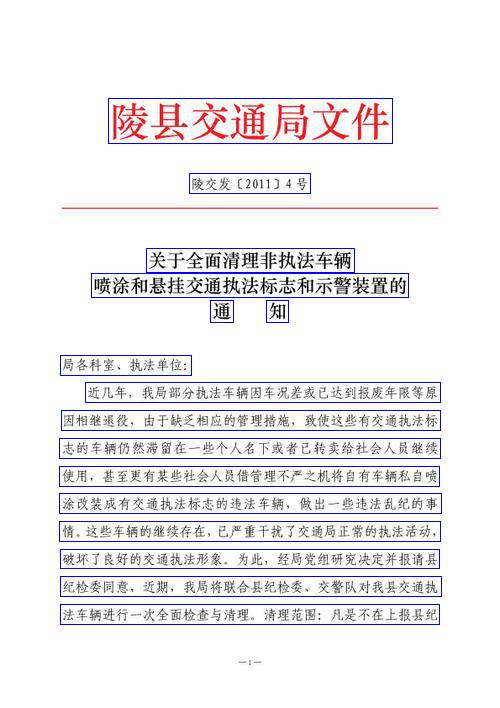 陵县交通局文件
陵交发〔2011〕4号
关于全面清理非执法车辆
喷涂和悬挂交通执法标志和示警装置的
通 知
局各科室、执法单位：
近几年，我局部分执法车辆因车况差或已达到报废年限等原
因相继退役，由于缺乏相应的管理措施，致使这些有交通执法标
志的车辆仍然滞留在一些个人名下或者已转卖给社会人员继续
使用，甚至更有某些社会人员借管理不严之机将自有车辆私自喷
涂改装成有交通执法标志的违法车辆，做出一些违法乱纪的事
情。这些车辆的继续存在，已严重干扰了交通局正常的执法活动，
破坏了良好的交通执法形象。为此，经局党组研究决定并报请县
纪检委同意，近期，我局将联合县纪检委、交警队对我县交通执
法车辆进行一次全面检查与清理。清理范围：凡是不在上报县纪
—1—